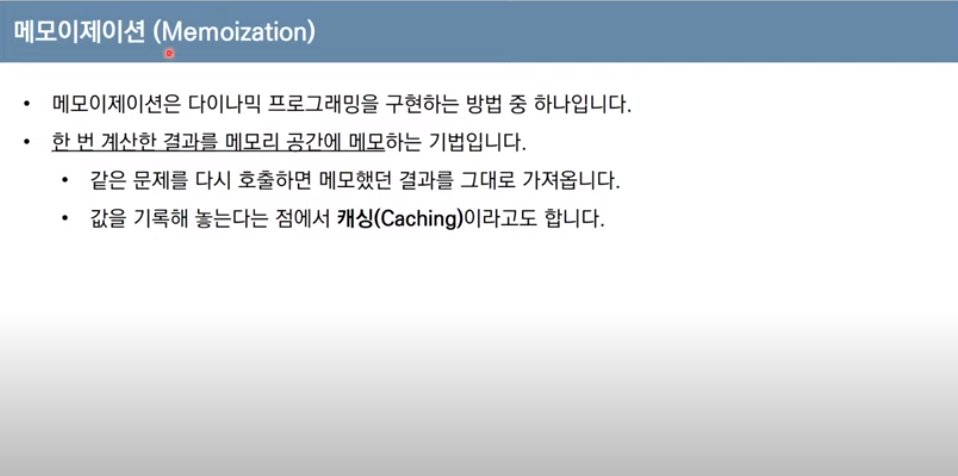 메모이제이션 (Memoization)
• 메모이제이션은 다이나믹 프로그래밍을 구현하는 방법 중 하나입니다.
• 한 번 계산한 결과를 메모리 공간에 메모하는 기법입니다.
• 같은 문제를 다시 호출하면 메모했던 결과를 그대로 가져옵니다.
• 값을 기록해 놓는다는 점에서 캐싱(Caching)이라고도 합니다.